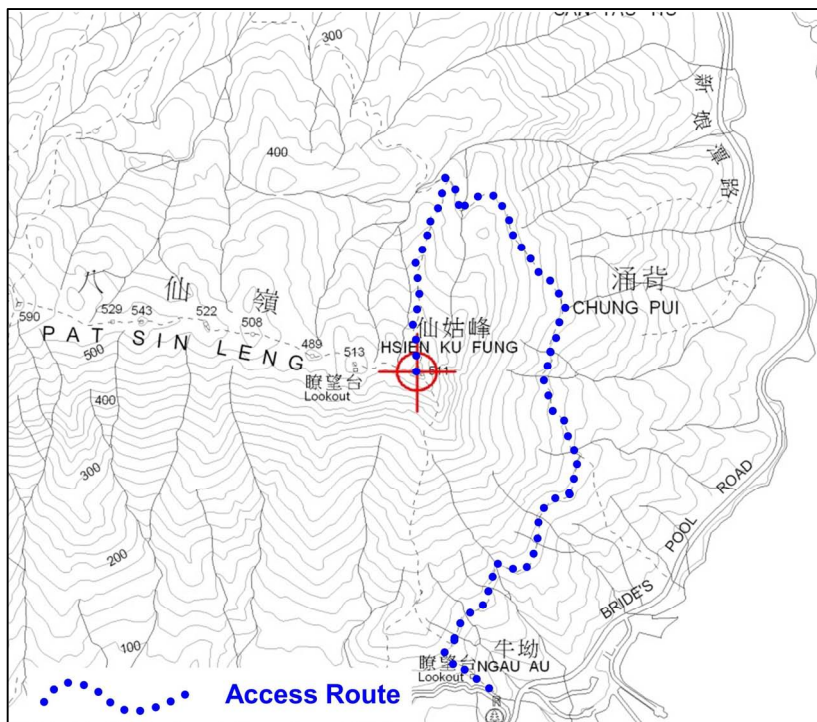 300
新娘潭路
400
涌背
CHUNG PUI
八仙嶺
590
529
543
522
508
489
513
PAT SIN LENG
仙姑峰
HSIEN KU FUNG
511
瞭望台
Lookout
500
400
300
200
100
BRIDE'S POOL ROAD
牛坳
NGAU AU
瞭望台
Lookout
Access Route